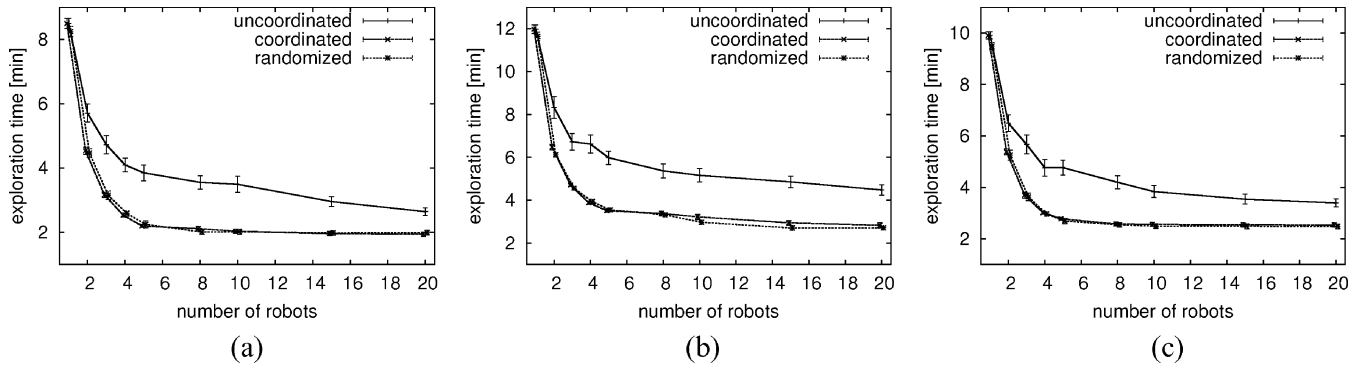 exploration time [min]
8
6
4
2
uncoordinated
coordinated
randomized
2 4 6 8 10 12 14 16 18 20
number of robots
(a)
exploration time [min]
12
10
8
6
4
2
uncoordinated
coordinated
randomized
2 4 6 8 10 12 14 16 18 20
number of robots
(b)
exploration time [min]
10
8
6
4
2
uncoordinated
coordinated
randomized
2 4 6 8 10 12 14 16 18 20
number of robots
(c)